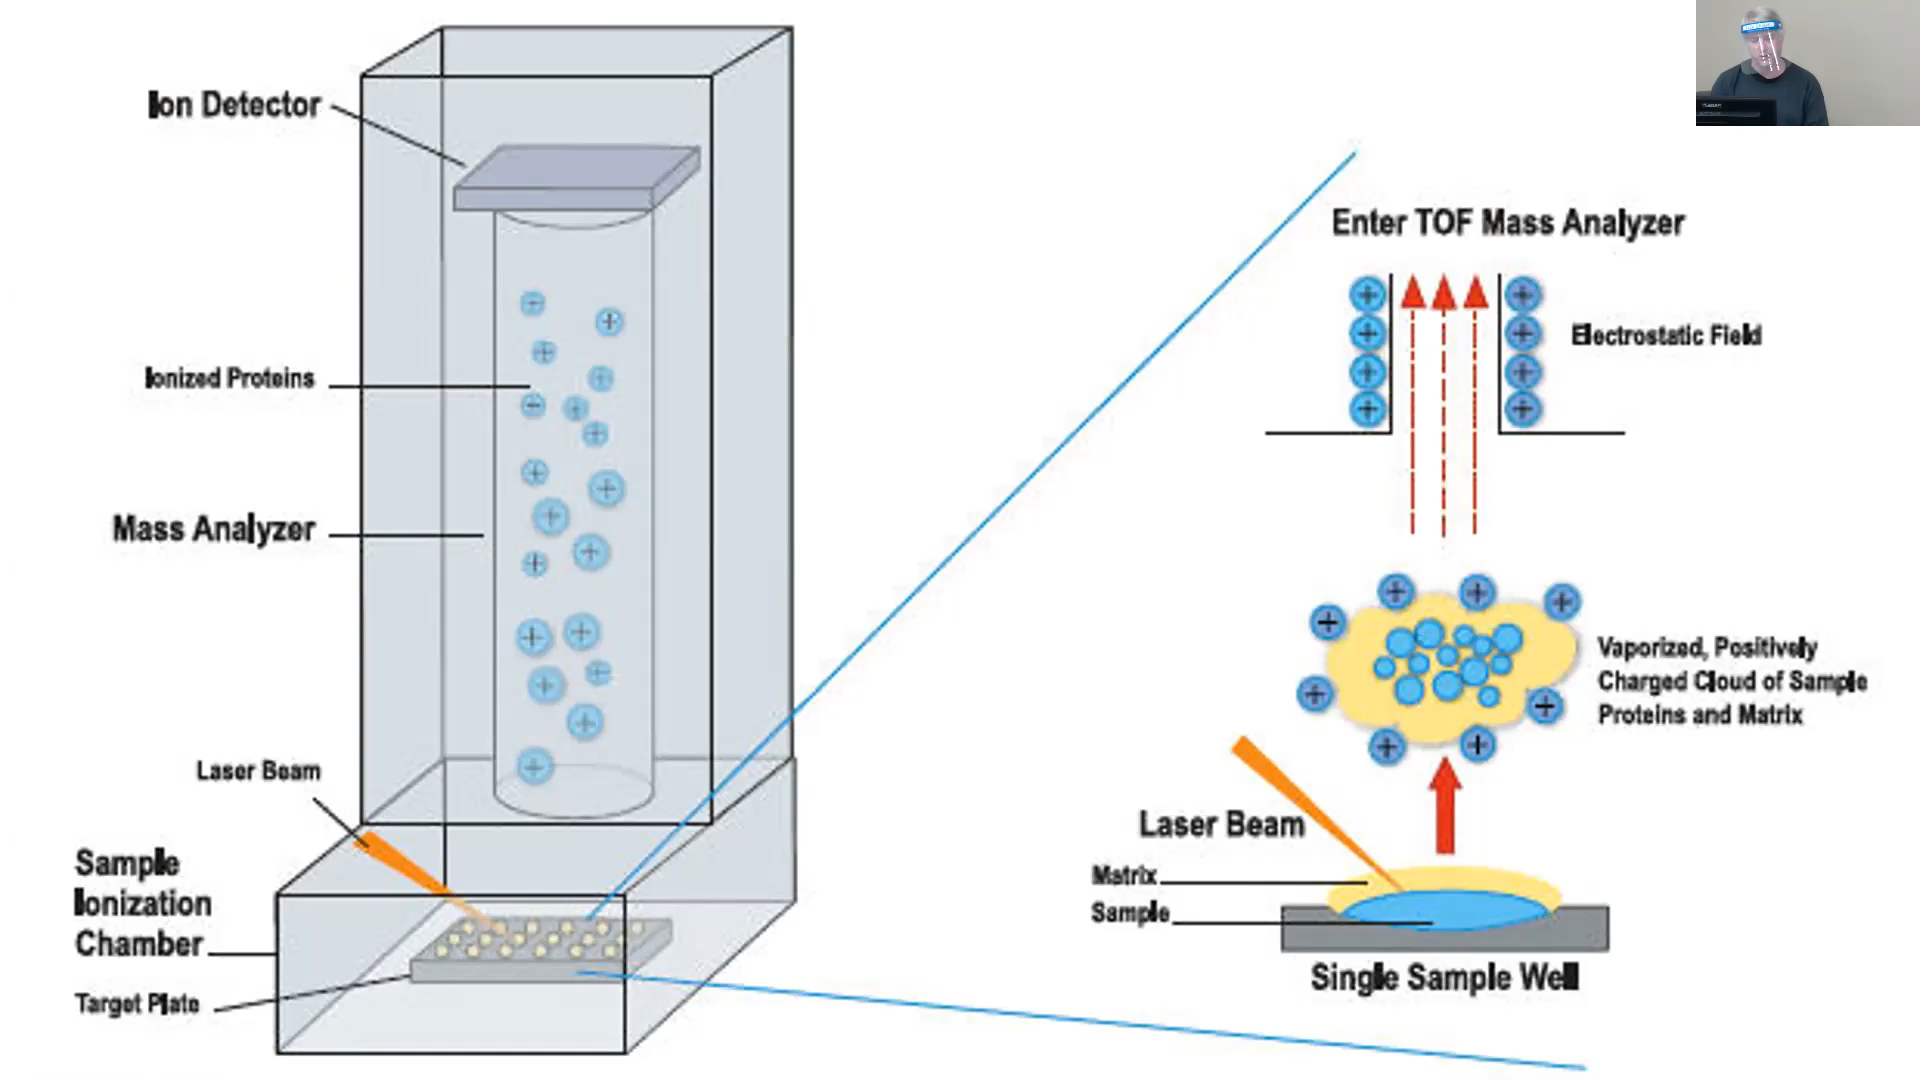 Ion Detector
Ionized Proteins
Mass Analyzer
Laser Beam
Sample
Ionization
Chamber
Target Plate
Enter TOF Mass Analyzer
Electrostatic Field
Vaporized, Positively
Charged Cloud of Sample
Proteins and Matrix
Laser Beam
Matrix
Sample
Single Sample Well